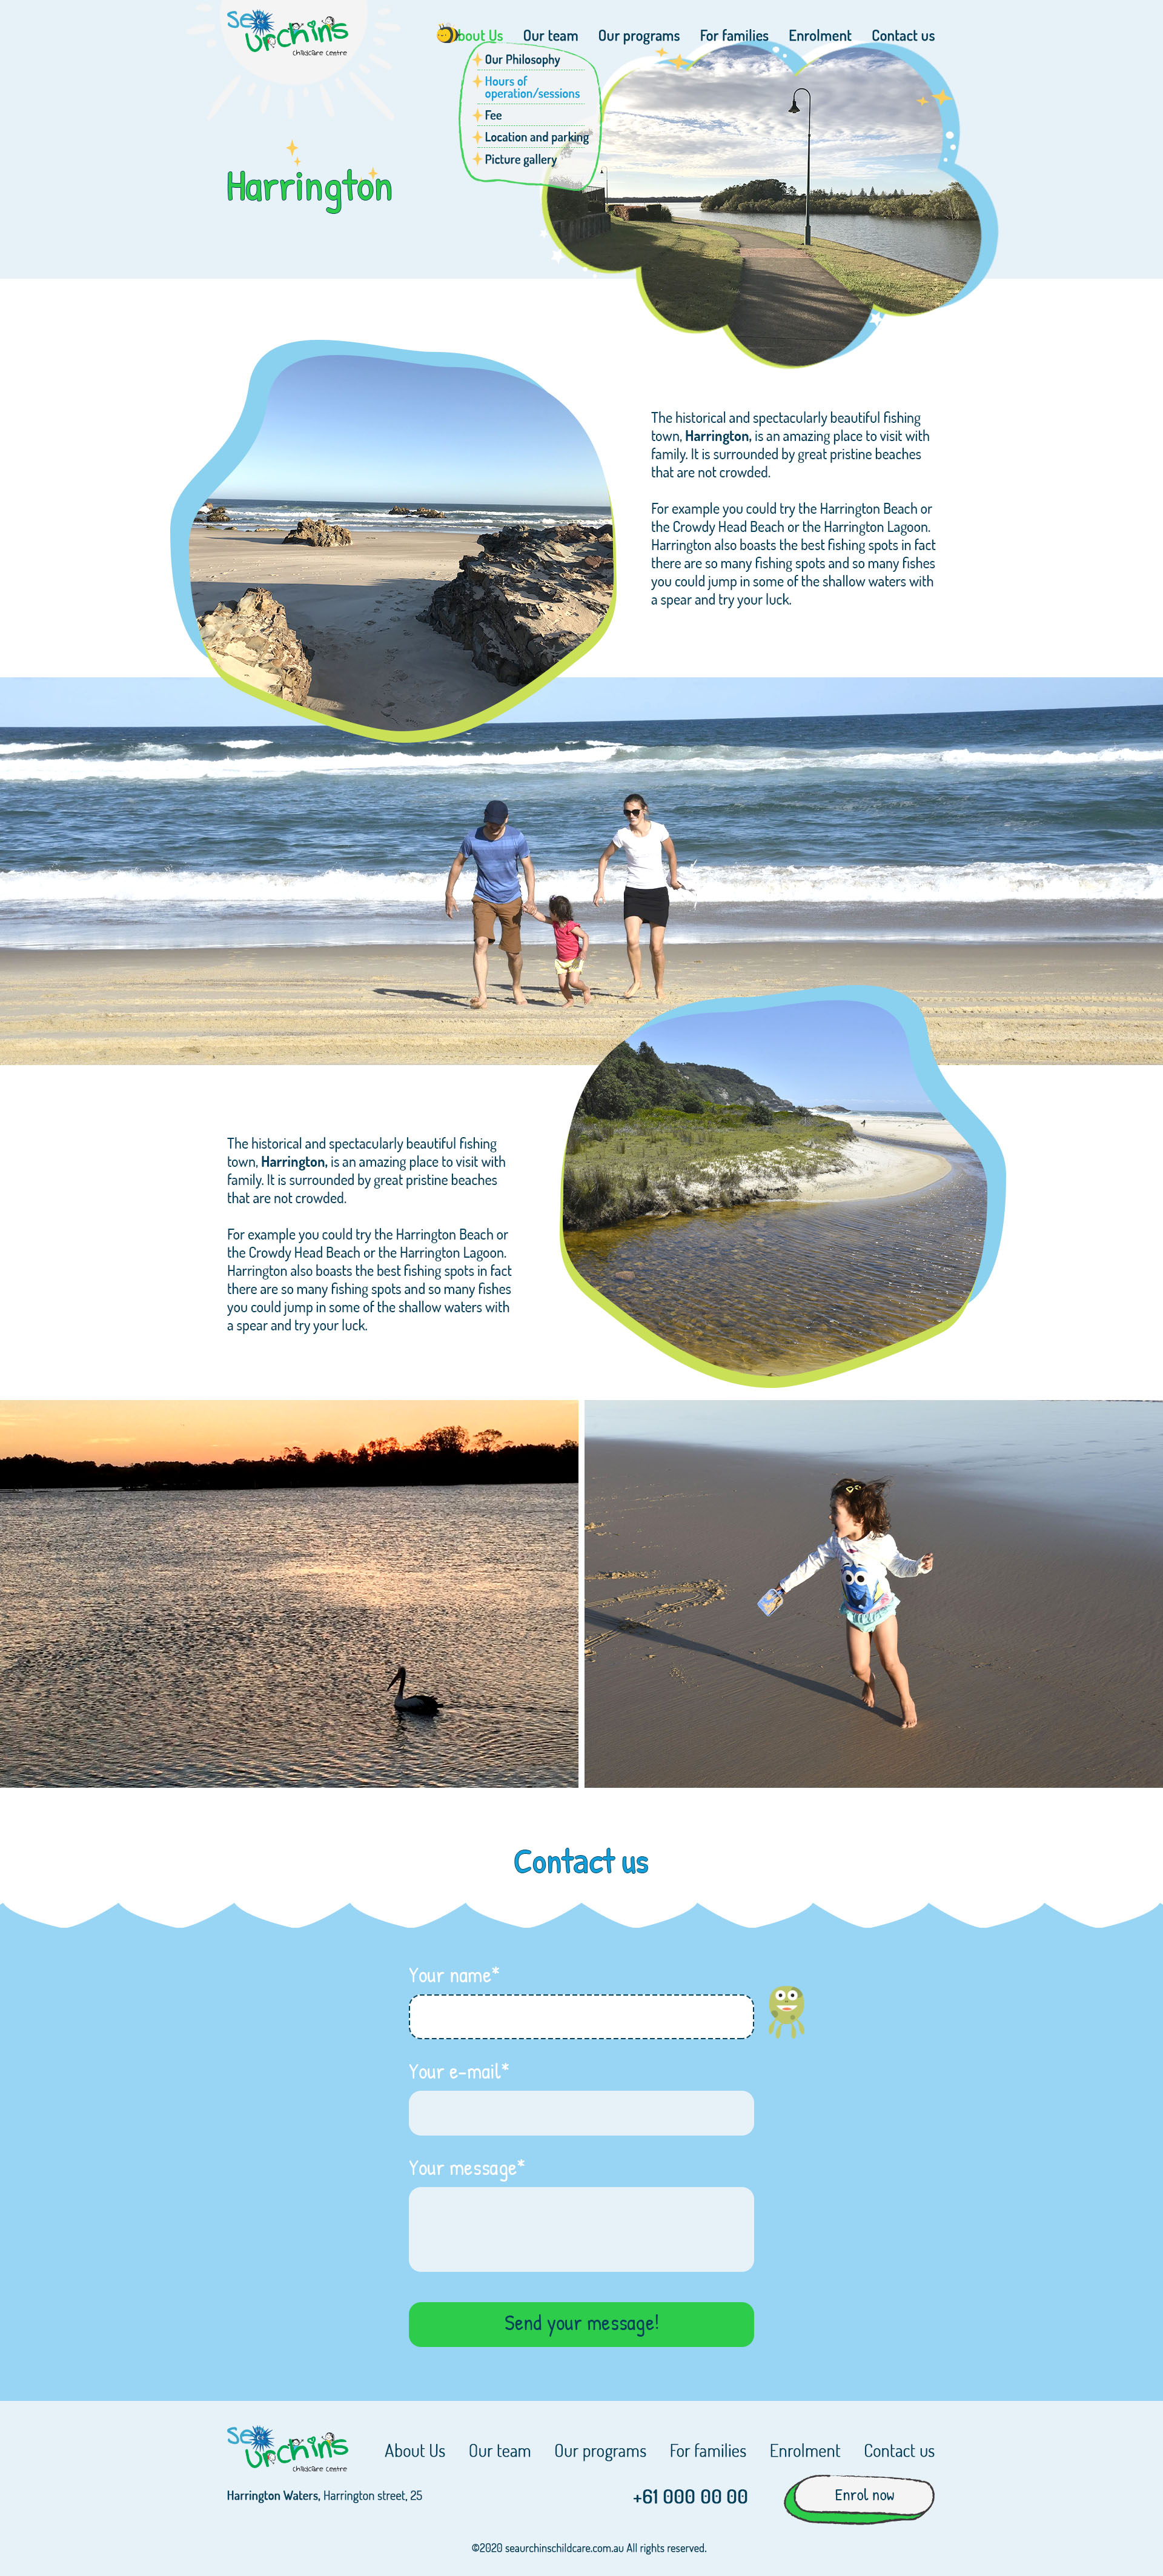 Sea Urchins
childcare centre
About Us Our team Our programs For families Enrolment Contact us
Our Philosophy
Hours of
operation/sessions
Fee
Location and parking
Picture gallery
Harrington
The historical and spectacularly beautiful fishing
town, Harrington, is an amazing place to visit with
family. It is surrounded by great pristine beaches
that are not crowded.
For example you could try the Harrington Beach or
the Crowdy Head Beach or the Harrington Lagoon.
Harrington also boasts the best fishing spots in fact
there are so many fishing spots and so many fishes
you could jump in some of the shallow waters with
a spear and try your luck.
The historical and spectacularly beautiful fishing
town, Harrington, is an amazing place to visit with
family. It is surrounded by great pristine beaches
that are not crowded.
For example you could try the Harrington Beach or
the Crowdy Head Beach or the Harrington Lagoon.
Harrington also boasts the best fishing spots in fact
there are so many fishing spots and so many fishes
you could jump in some of the shallow waters with
a spear and try your luck.
Contact us
Your name*
Your e-mail*
Your message*
Send your message!
Sea Urchins
childcare centre
About Us Our team Our programs For families Enrolment Contact us
Harrington Waters, Harrington street, 25
+61 000 00 00
Enrol now
©2020 seaurchinschildcare.com.au All rights reserved.